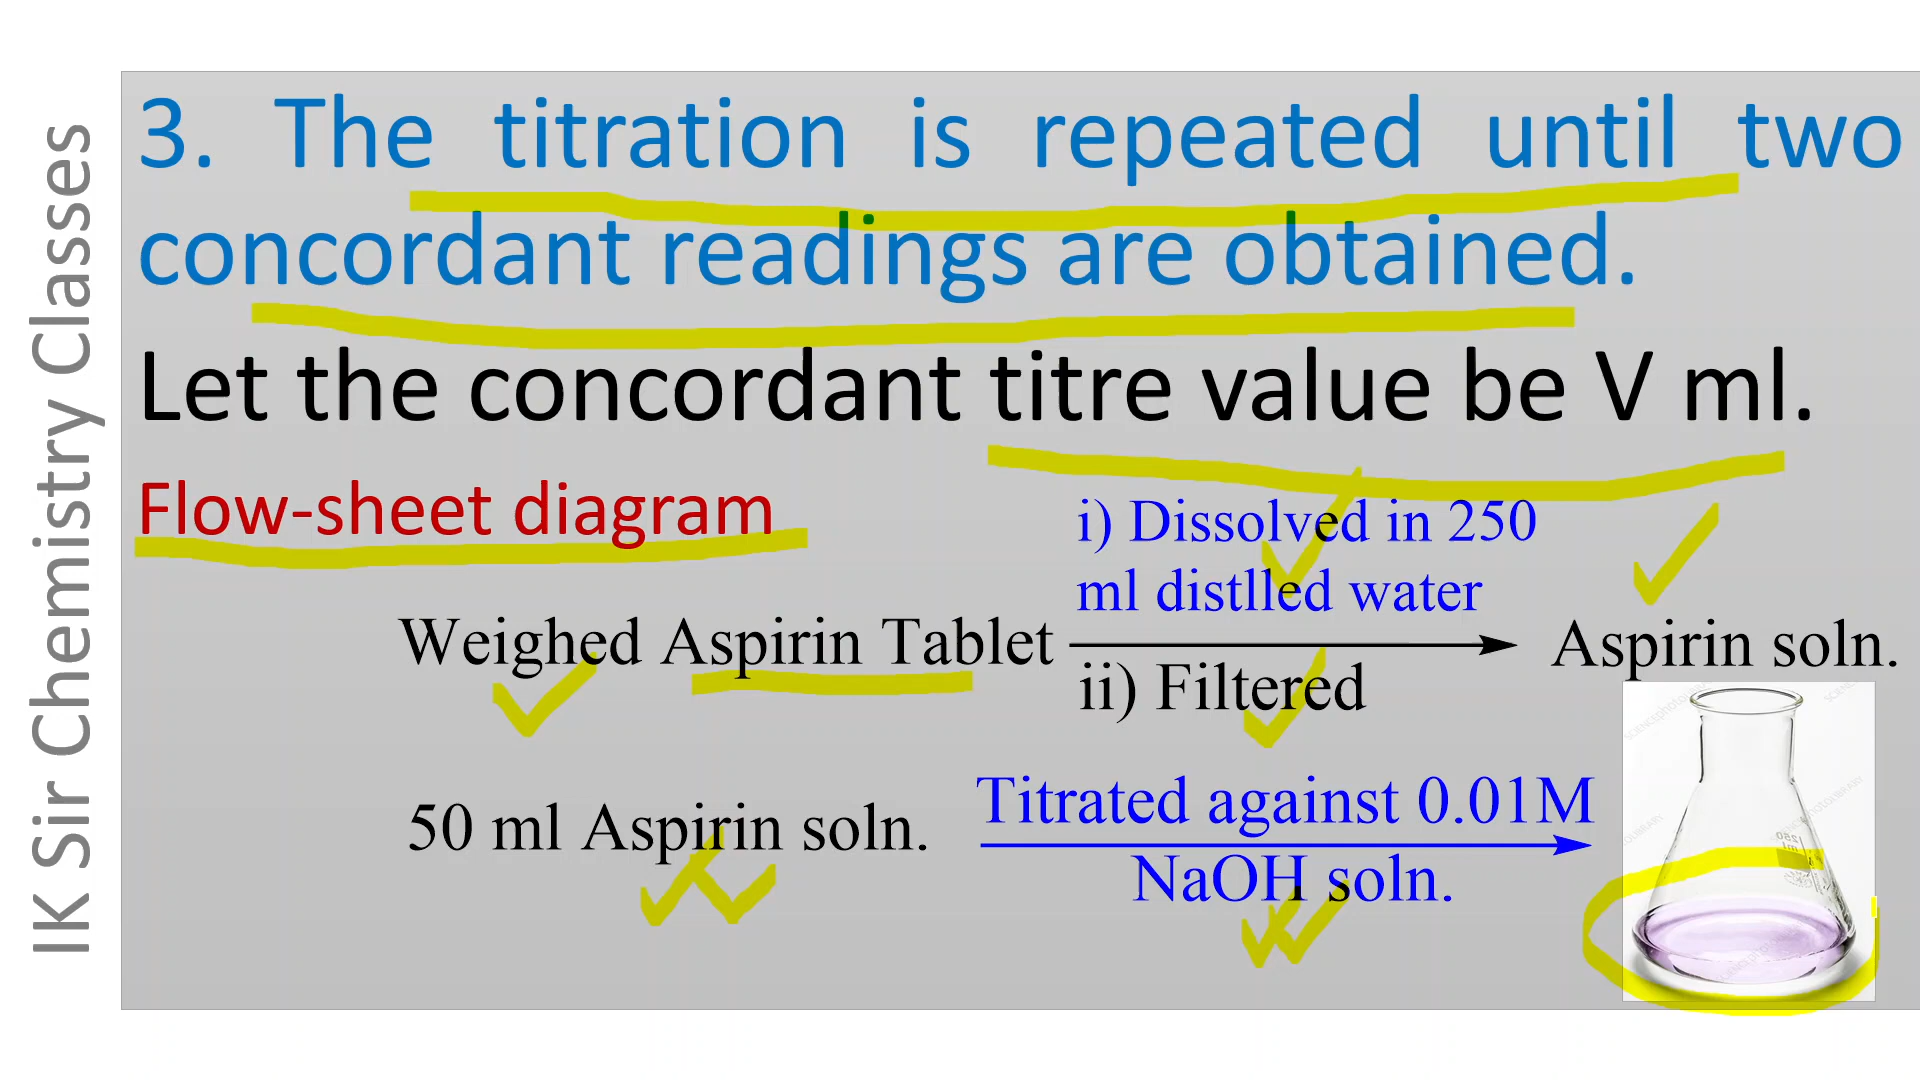 IK Sir Chemistry Classes
3. The titration is repeated until two
concordant readings are obtained.
Let the concordant titre value be V ml.
Flow-sheet diagram
i) Dissolved in 250
ml distlled water
Weighed Aspirin Tablet
Aspirin soln.
ii) Filtered
50 ml Aspirin soln.
Titrated against 0.01M
NaOH soln.